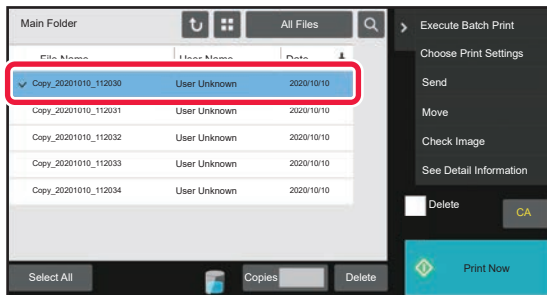 Main Folder
All Files
File Name
User Name
Date
Copy_20201010_112030
User Unknown
2020/10/10
Copy_20201010_112031
User Unknown
2020/10/10
Copy_20201010_112032
User Unknown
2020/10/10
Copy_20201010_112033
User Unknown
2020/10/10
Copy_20201010_112034
User Unknown
2020/10/10
Select All
Copies
Delete
Execute Batch Print
Choose Print Settings
Send
Move
Check Image
See Detail Information
Delete
CA
Print Now